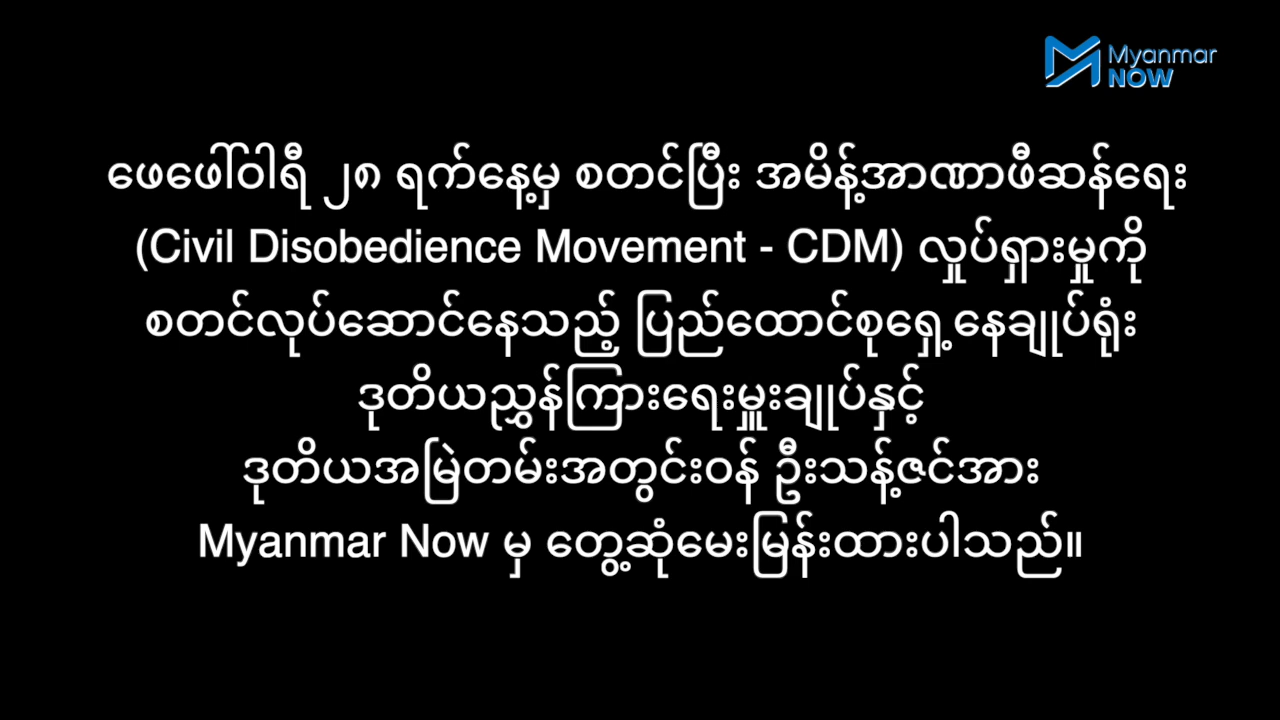 Myanmar
NOW
ဖေဖေါ်ဝါရီ ၂၈ ရက်နေ့မှ စတင်ပြီး အမိန့်အာဏာဖီဆန်ရေး
(Civil Disobedience Movement - CDM) လှုပ်ရှားမှုကို
စတင်လုပ်ဆောင်နေသည့် ပြည်ထောင်စုရှေ့နေချုပ်ရုံး
ဒုတိယညွှန်ကြားရေးမှူးချုပ်နှင့်
ဒုတိယအမြဲတမ်းအတွင်းဝန် ဦးသန့်ဇင်အား
Myanmar Now မှ တွေ့ဆုံမေးမြန်းထားပါသည်။